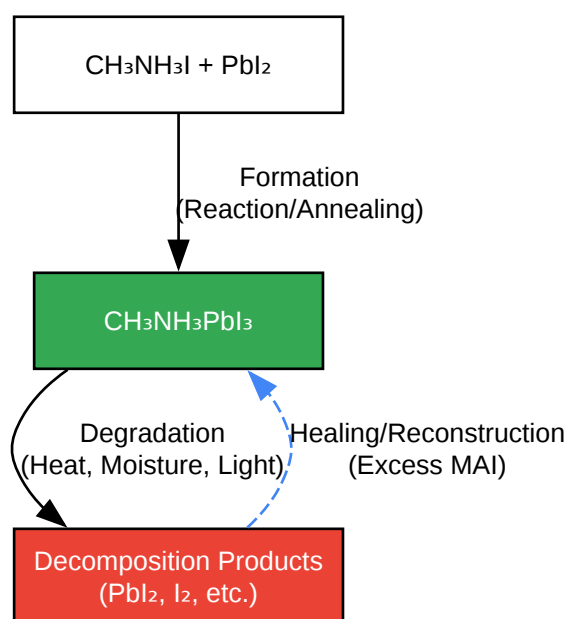 CH₃NH₃I + PbI₂
Formation
(Reaction/Annealing)
CH₃NH₃PbI₃
Degradation
(Heat, Moisture, Light)
Healing/Reconstruction
(Excess MAI)
Decomposition Products
(PbI₂, I₂, etc.)